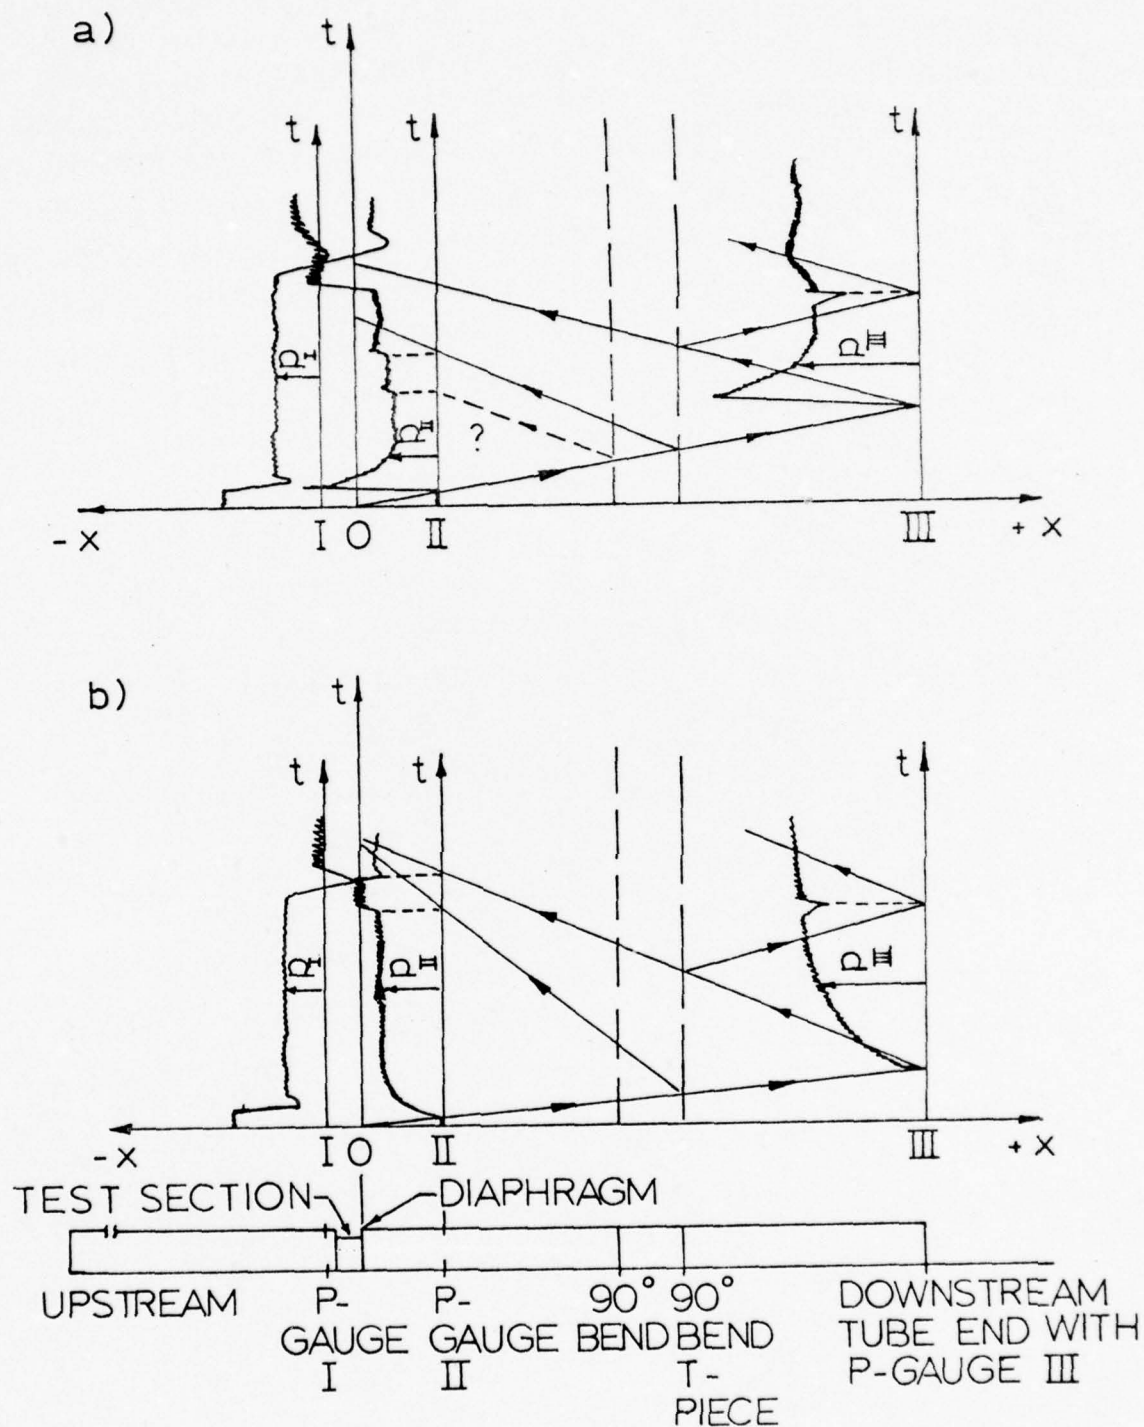 a)
t
t
t
t
P_I
P_II
?
P_III
-x
I
O
II
III
+ x
b)
t
t
t
t
P_I
P_II
P_III
-x
I
O
II
III
+ x
TEST SECTION
DIAPHRAGM
UPSTREAM
P-
GAUGE
I
P-
GAUGE
II
90°
BEND
90°
BEND
T-
PIECE
DOWNSTREAM
TUBE END WITH
P-GAUGE III